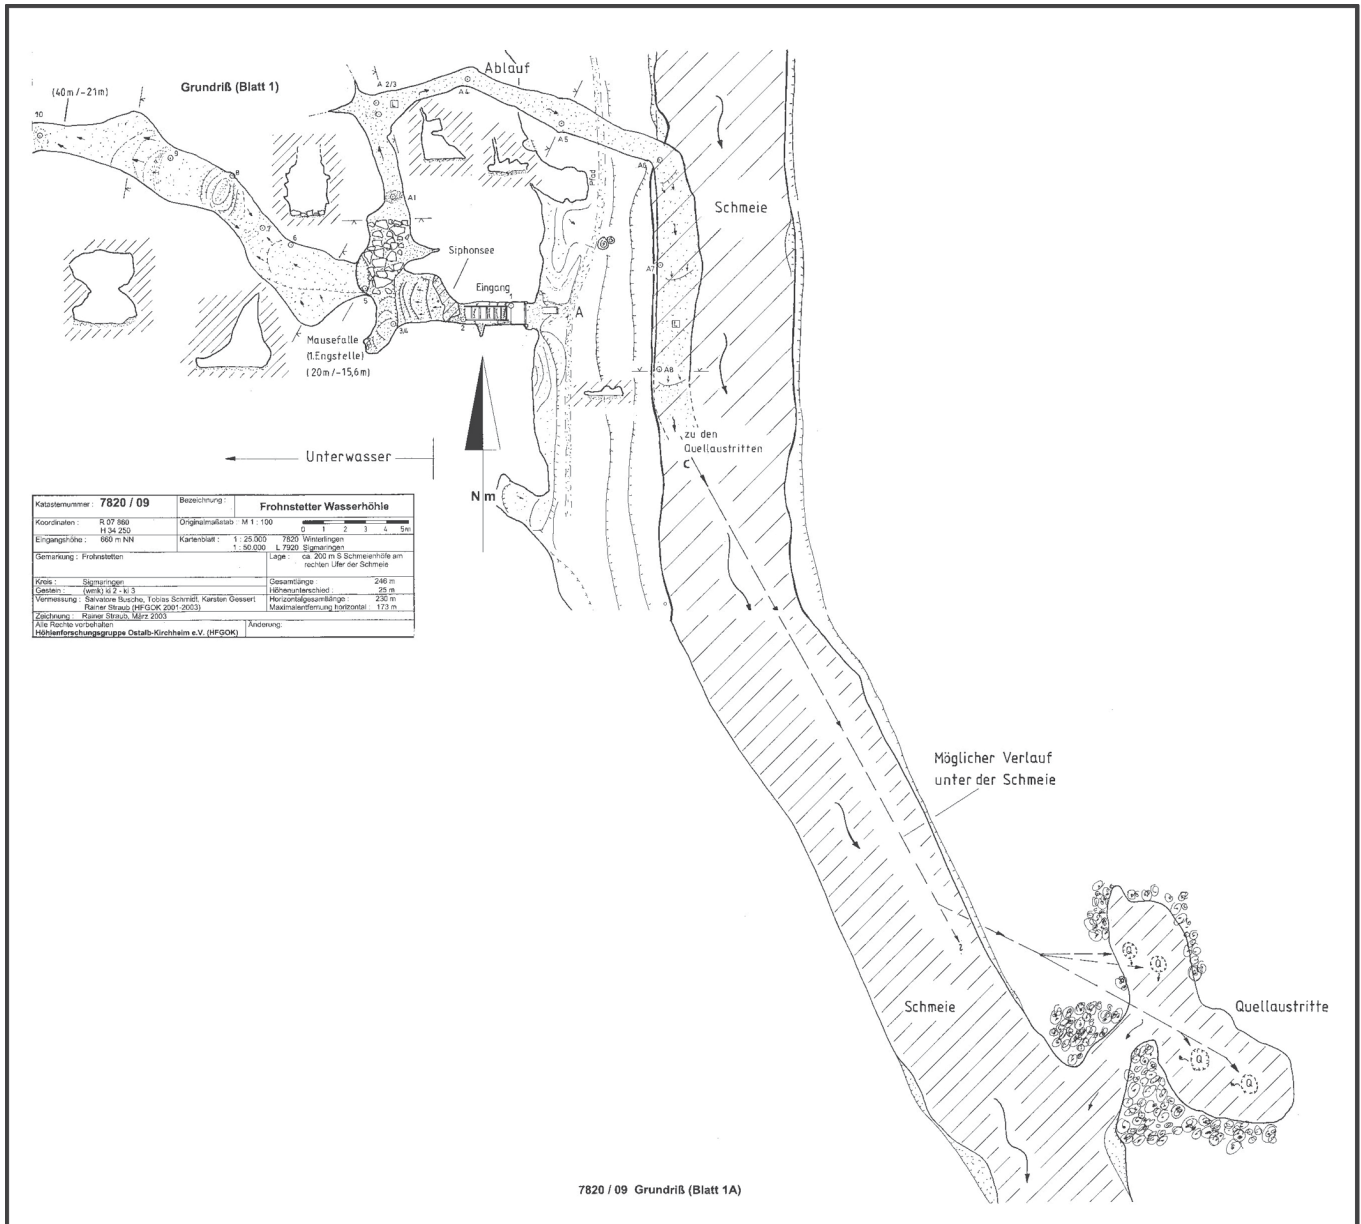 Grundriß (Blatt 1)
(40m/-21m)
Ablauf
A 2/3
A4
A5
A6
A1
A7
A8
10
9
8
7
6
5
3,4
2
1
Pfad
Schmeie
Siphonsee
Eingang
A
Mausefalle
(1.Engstelle)
(20m/-15,6m)
zu den
Quellaustritten
C
Unterwasser
N m
Katasternummer : 7820 / 09
Bezeichnung :
Frohnstetter Wasserhöhle
Koordinaten : R 07 860
H 34 250
Originalmaßstab : M 1 : 100
0 1 2 3 4 5m
Eingangshöhe : 660 m NN
Kartenblatt : 1 : 25.000 7820 Winterlingen
1 : 50.000 L 7920 Sigmaringen
Gemarkung : Frohnstetten
Lage : ca. 200 m S Schmeienhöfe am
rechten Ufer der Schmeie
Kreis : Sigmaringen
Gesamtlänge : 246 m
Gestein : (wmk) ki 2 - ki 3
Höhenunterschied : 25 m
Vermessung : Salvatore Busche, Tobias Schmidt, Karsten Gessert
Rainer Straub (HFGOK 2001-2003)
Horizontalgesamtlänge : 230 m
Maximalentfernung horizontal : 173 m
Zeichnung : Rainer Straub, März 2003
Alle Rechte vorbehalten
Höhlenforschungsgruppe Ostalb-Kirchheim e.V. (HFGOK)
Änderung:
Möglicher Verlauf
unter der Schmeie
?
Q
Q
Quellaustritte
Schmeie
Q
Q
7820 / 09 Grundriß (Blatt 1A)